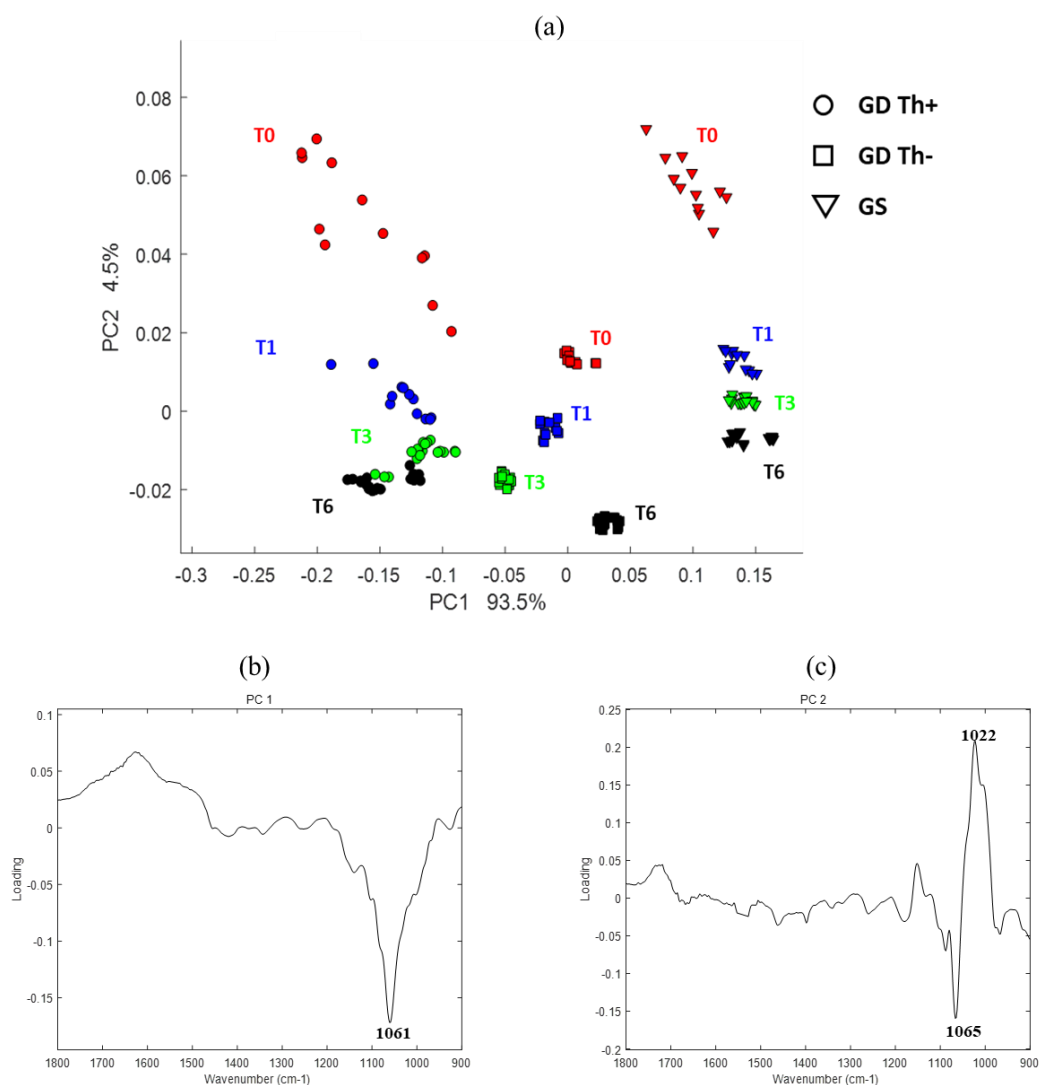 (a)
0.08
0.06
0.04
0.02
0
-0.02
PC2 4.5%
-0.3 -0.25 -0.2 -0.15 -0.1 -0.05 0 0.05 0.1 0.15
PC1 93.5%
T0
T1
T3
T6
T0
T1
T3
T6
T0
T1
T3
T6
GD Th+
GD Th-
GS
(b)
PC 1
0.1
0.05
0
-0.05
-0.1
-0.15
Loading
1061
1800 1700 1600 1500 1400 1300 1200 1100 1000 900
Wavenumber (cm-1)
(c)
PC 2
0.25
0.2
0.15
0.1
0.05
0
-0.05
-0.1
-0.15
-0.2
Loading
1022
1065
1800 1700 1600 1500 1400 1300 1200 1100 1000 900
Wavenumber (cm-1)